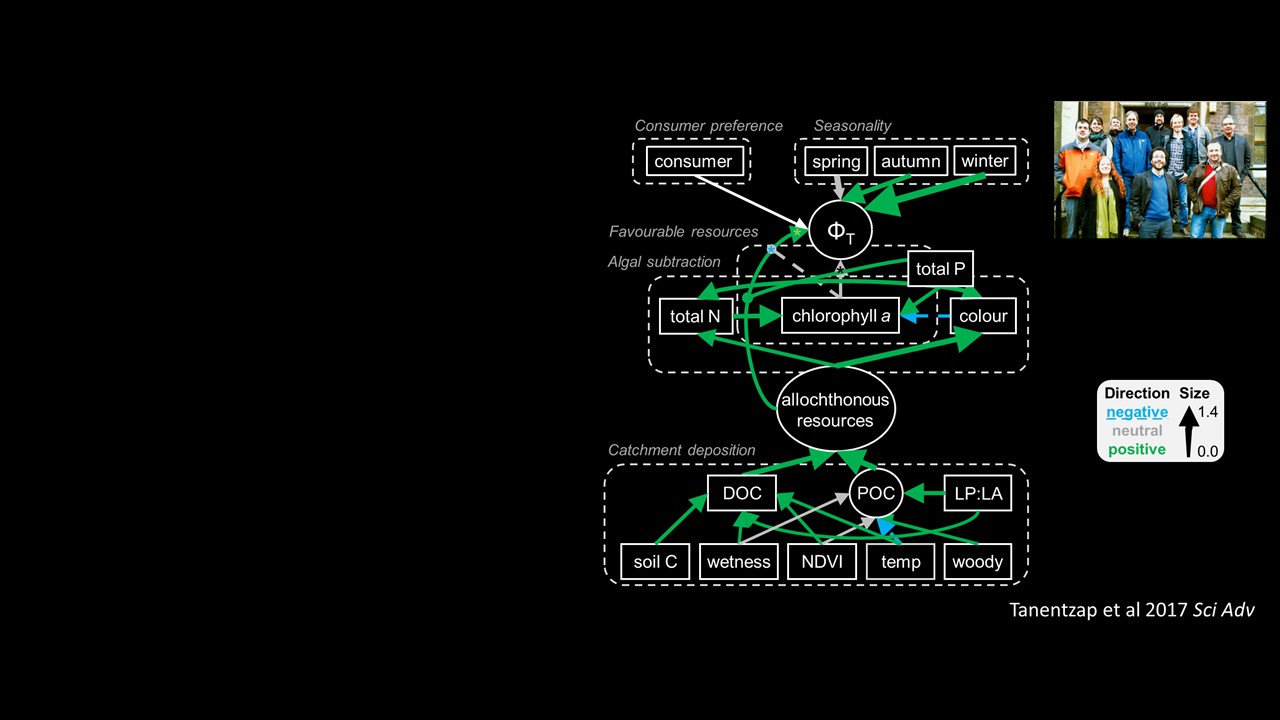 Consumer preference
Seasonality
consumer
spring
autumn
winter
Favourable resources
ΦT
Algal subtraction
total P
total N
chlorophyll a
colour
allochthonous
resources
Direction Size
negative 1.4
neutral
positive 0.0
Catchment deposition
DOC
POC
LP:LA
soil C
wetness
NDVI
temp
woody
Tanentzap et al 2017 Sci Adv